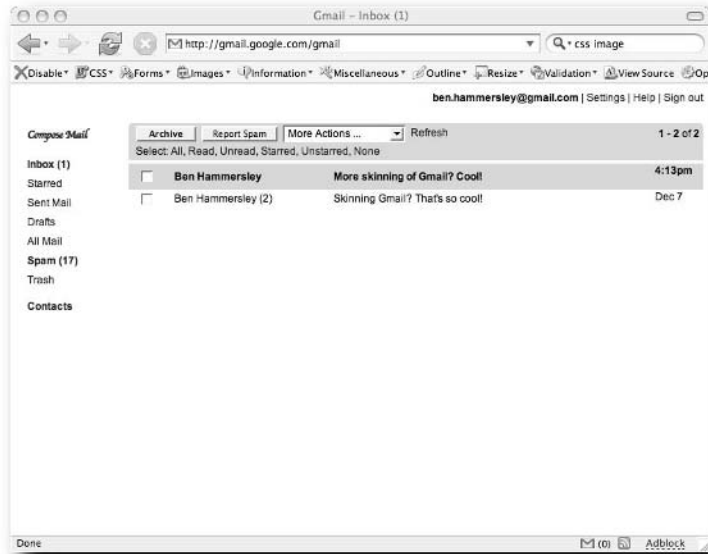 Gmail – Inbox (1)
http://gmail.google.com/gmail
css image
Disable CSS Forms Images Information Miscellaneous Outline Resize Validation View Source Op
ben.hammersley@gmail.com | Settings | Help | Sign out
Compose Mail
Archive Report Spam More Actions ... Refresh 1 - 2 of 2
Select: All, Read, Unread, Starred, Unstarred, None
Inbox (1)
Starred
Sent Mail
Drafts
All Mail
Spam (17)
Trash
Contacts
Ben Hammersley More skinning of Gmail? Cool! 4:13pm
Ben Hammersley (2) Skinning Gmail? That's so cool! Dec 7
Done (0) Adblock